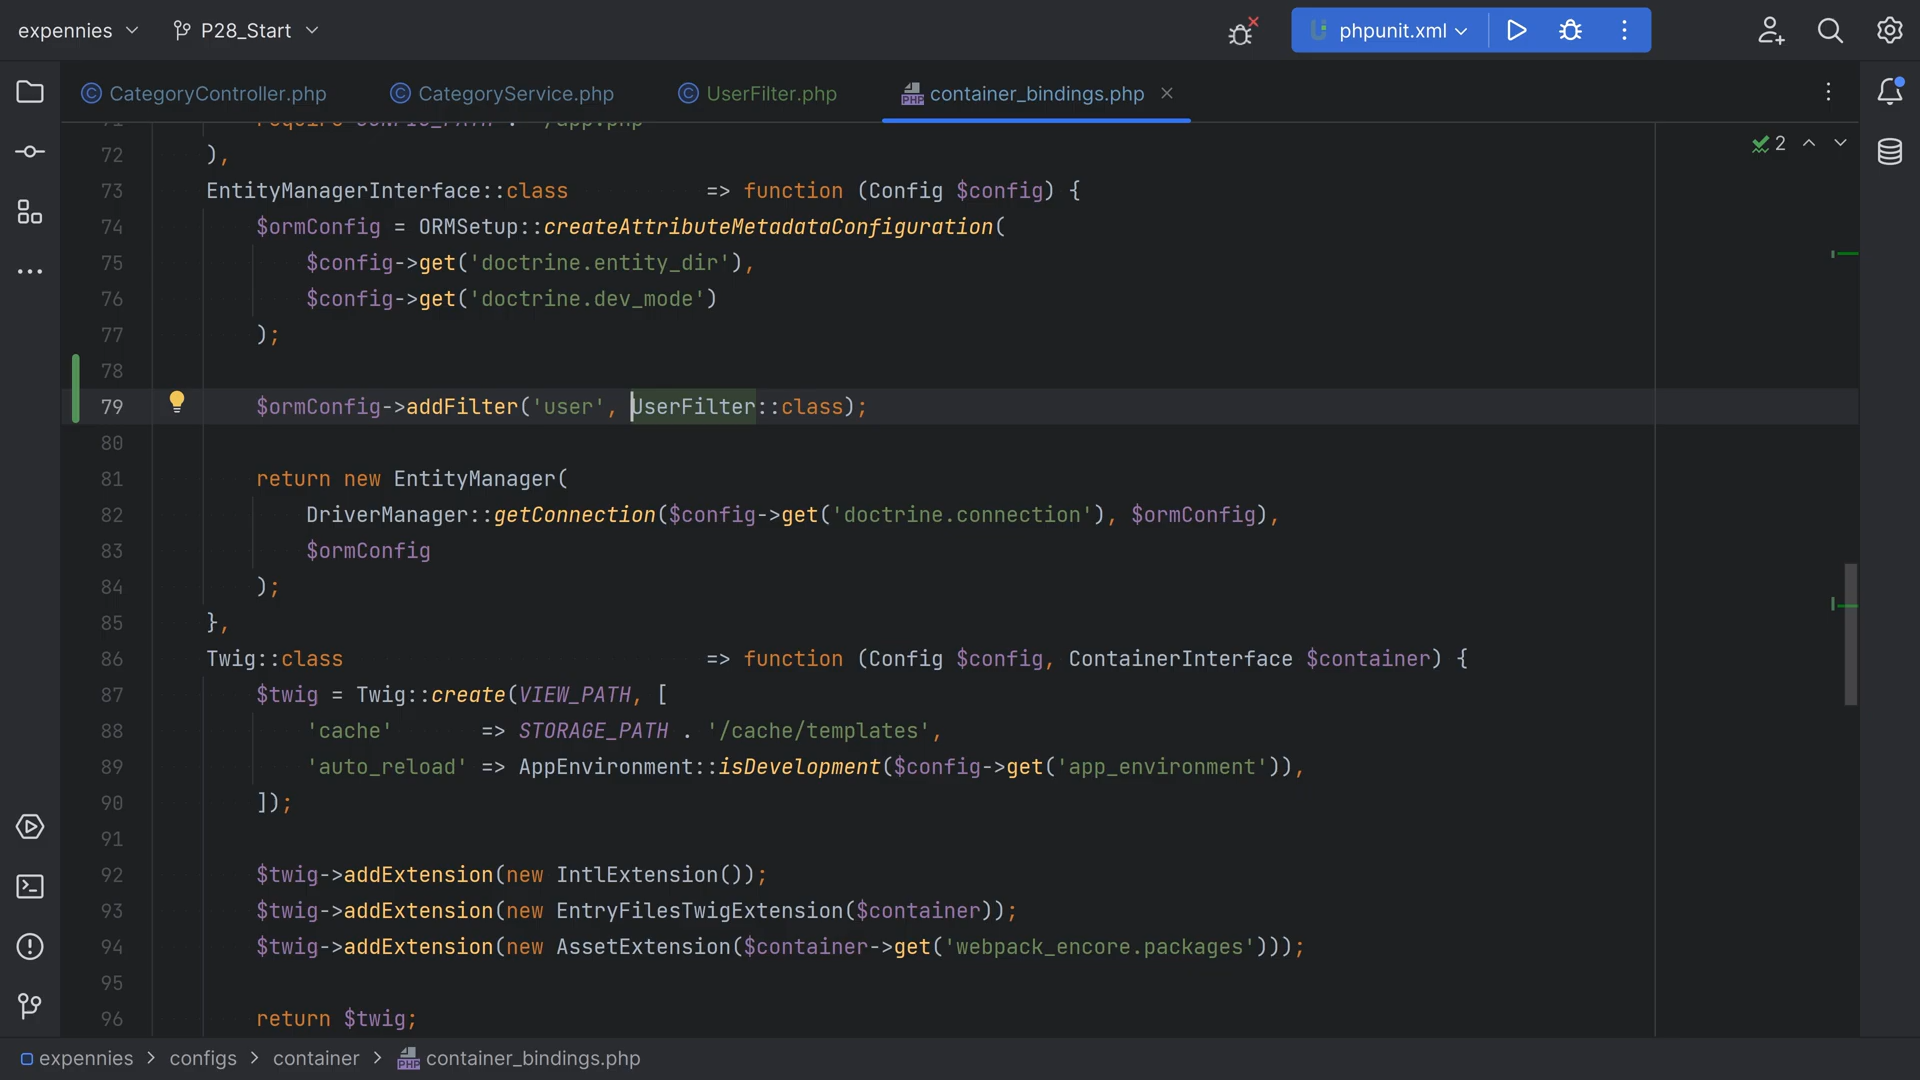 expennies
P28_Start
phpunit.xml
CategoryController.php
CategoryService.php
UserFilter.php
container_bindings.php
72 ),
2
73 EntityManagerInterface::class => function (Config $config) {
74 $ormConfig = ORMSetup::createAttributeMetadataConfiguration(
75 $config->get('doctrine.entity_dir'),
76 $config->get('doctrine.dev_mode')
77 );
78
79 $ormConfig->addFilter('user', UserFilter::class);
80
81 return new EntityManager(
82 DriverManager::getConnection($config->get('doctrine.connection'), $ormConfig),
83 $ormConfig
84 );
85 },
86 Twig::class => function (Config $config, ContainerInterface $container) {
87 $twig = Twig::create(VIEW_PATH, [
88 'cache' => STORAGE_PATH . '/cache/templates',
89 'auto_reload' => AppEnvironment::isDevelopment($config->get('app_environment')),
90 ]);
91
92 $twig->addExtension(new IntlExtension());
93 $twig->addExtension(new EntryFilesTwigExtension($container));
94 $twig->addExtension(new AssetExtension($container->get('webpack_encore.packages')));
95
96 return $twig;
expennies > configs > container > container_bindings.php